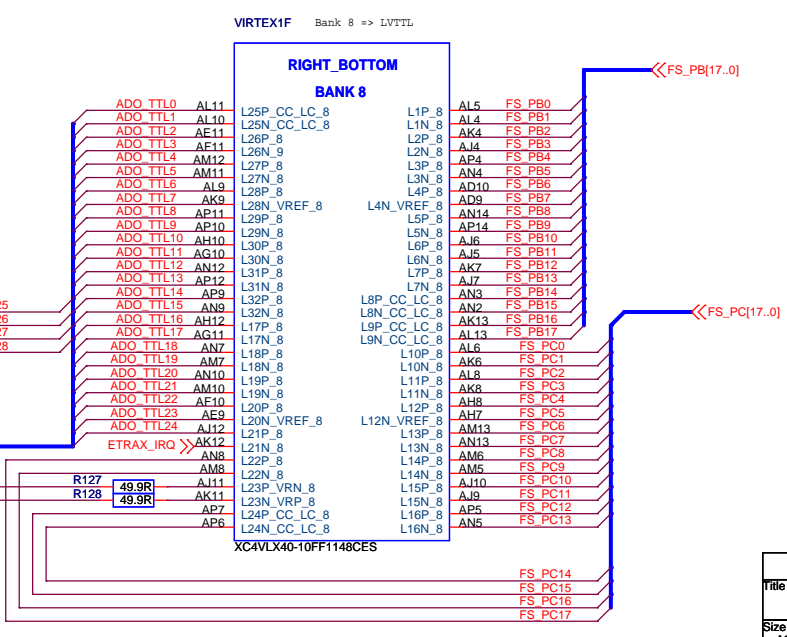 VIRTEX1F Bank 8 => LVTTL
RIGHT_BOTTOM
BANK 8
FS_PB[17..0]
ADO_TTL0 AL11 L25P_CC_LC_8 L1P_8 AL5 FS_PB0
ADO_TTL1 AL10 L25N_CC_LC_8 L1N_8 AL4 FS_PB1
ADO_TTL2 AE11 L26P_8 L2P_8 AK4 FS_PB2
ADO_TTL3 AF11 L26N_9 L2N_8 AJ4 FS_PB3
ADO_TTL4 AM12 L27P_8 L3P_8 AP4 FS_PB4
ADO_TTL5 AM11 L27N_8 L3N_8 AN4 FS_PB5
ADO_TTL6 AL9 L28P_8 L4P_8 AD10 FS_PB6
ADO_TTL7 AK9 L28N_VREF_8 L4N_VREF_8 AD9 FS_PB7
ADO_TTL8 AP11 L29P_8 L5P_8 AN14 FS_PB8
ADO_TTL9 AP10 L29N_8 L5N_8 AP14 FS_PB9
ADO_TTL10 AH10 L30P_8 L6P_8 AJ6 FS_PB10
ADO_TTL11 AG10 L30N_8 L6N_8 AJ5 FS_PB11
ADO_TTL12 AN12 L31P_8 L7P_8 AK7 FS_PB12
ADO_TTL13 AP12 L31N_8 L7N_8 AJ7 FS_PB13
ADO_TTL14 AP9 L32P_8 L8P_CC_LC_8 AN3 FS_PB14
25 ADO_TTL15 AN9 L32N_8 L8N_CC_LC_8 AN2 FS_PB15
FS_PC[17..0]
26 ADO_TTL16 AH12 L17P_8 L9P_CC_LC_8 AK13 FS_PB16
27 ADO_TTL17 AG11 L17N_8 L9N_CC_LC_8 AL13 FS_PB17
28 ADO_TTL18 AN7 L18P_8 L10P_8 AL6 FS_PC0
ADO_TTL19 AM7 L18N_8 L10N_8 AK6 FS_PC1
ADO_TTL20 AN10 L19P_8 L11P_8 AL8 FS_PC2
ADO_TTL21 AM10 L19N_8 L11N_8 AK8 FS_PC3
ADO_TTL22 AF10 L20P_8 L12P_8 AH8 FS_PC4
ADO_TTL23 AE9 L20N_VREF_8 L12N_VREF_8 AH7 FS_PC5
ADO_TTL24 AJ12 L21P_8 L13P_8 AM13 FS_PC6
ETRAX_IRQ AK12 L21N_8 L13N_8 AN13 FS_PC7
AN8 L22P_8 L14P_8 AM6 FS_PC8
AM8 L22N_8 L14N_8 AM5 FS_PC9
R127 49.9R AJ11 L23P_VRN_8 L15P_8 AJ10 FS_PC10
R128 49.9R AK11 L23N_VRP_8 L15N_8 AJ9 FS_PC11
AP7 L24P_CC_LC_8 L16P_8 AP5 FS_PC12
AP6 L24N_CC_LC_8 L16N_8 AN5 FS_PC13
XC4VLX40-10FF1148CES
FS_PC14
FS_PC15
FS_PC16
FS_PC17
Title
Size